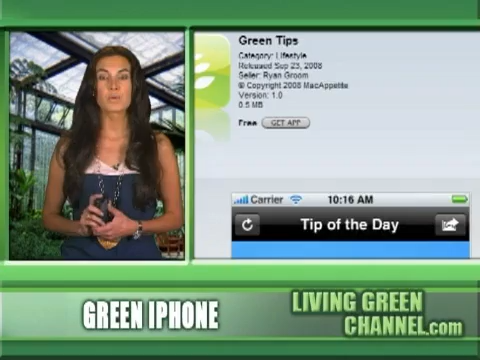 Green Tips
Category: Lifestyle
Released Sep 23, 2008
Seller: Ryan Groom
© Copyright 2008 MacAppetite
Version: 1.0
0.5 MB
Free GET APP
Carrier 10:16 AM
Tip of the Day
GREEN IPHONE
LIVING GREEN
CHANNEL.com